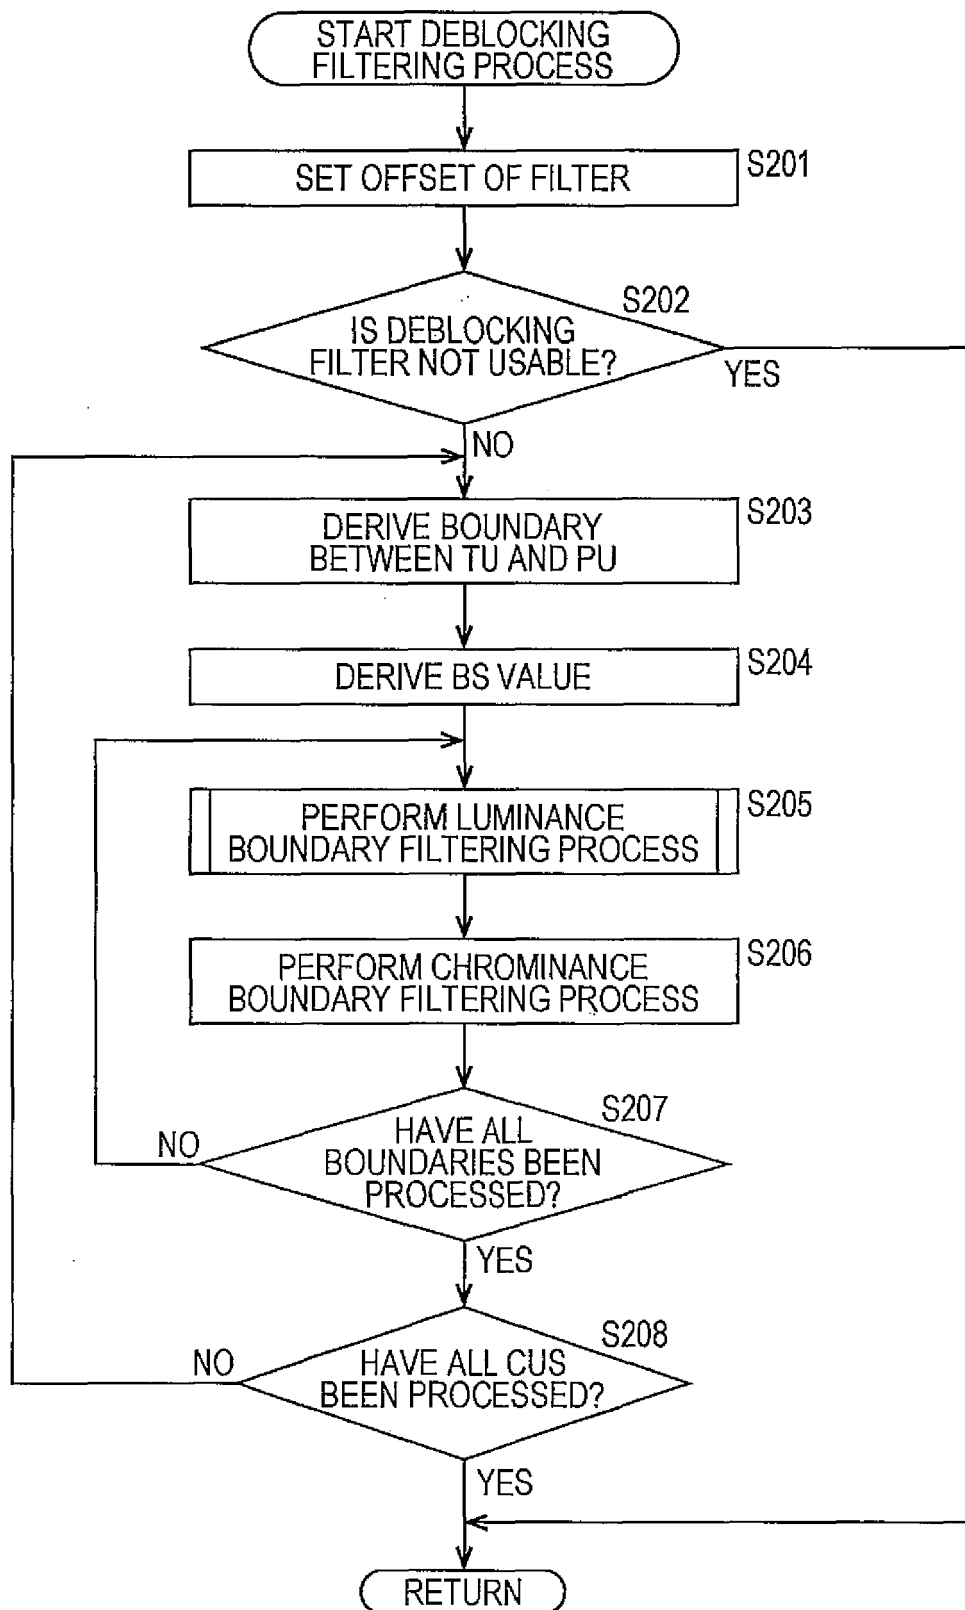 START DEBLOCKING
FILTERING PROCESS
SET OFFSET OF FILTER
S201
S202
IS DEBLOCKING
FILTER NOT USABLE?
YES
NO
DERIVE BOUNDARY
BETWEEN TU AND PU
S203
DERIVE BS VALUE
S204
PERFORM LUMINANCE
BOUNDARY FILTERING PROCESS
S205
PERFORM CHROMINANCE
BOUNDARY FILTERING PROCESS
S206
S207
HAVE ALL
BOUNDARIES BEEN
PROCESSED?
NO
YES
S208
HAVE ALL CUS
BEEN PROCESSED?
NO
YES
RETURN